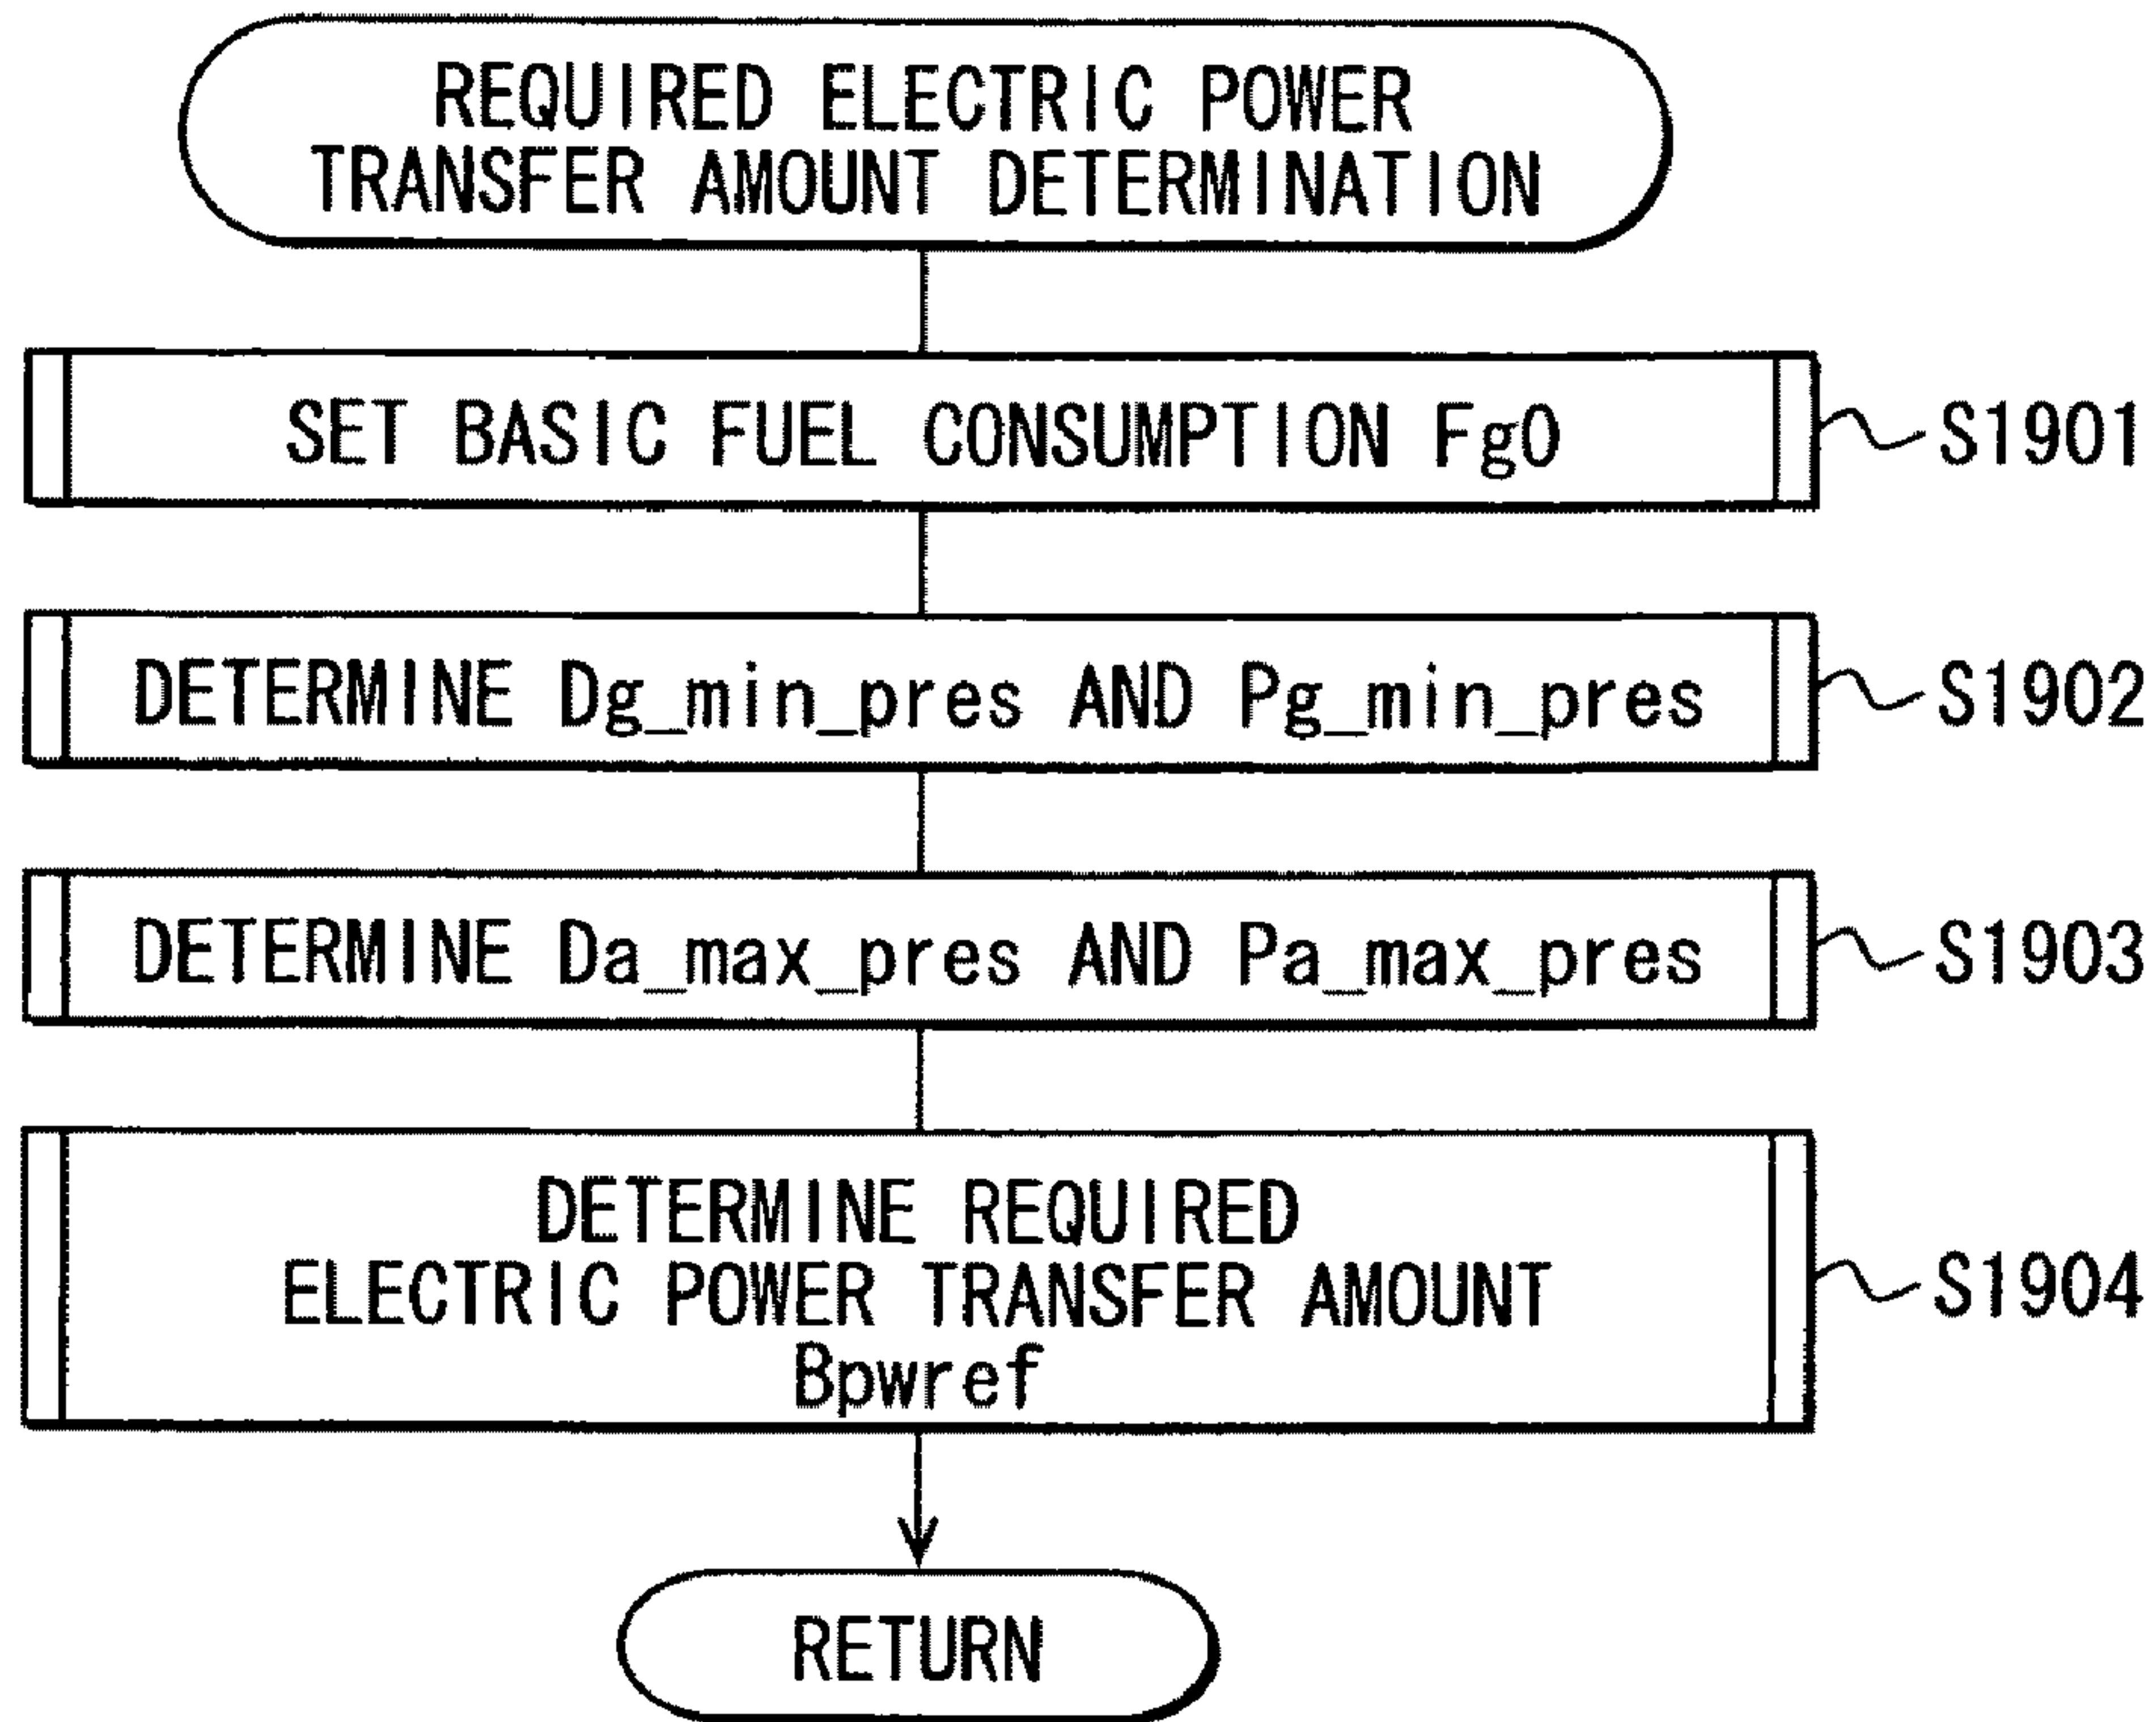 REQUIRED ELECTRIC POWER
TRANSFER AMOUNT DETERMINATION
SET BASIC FUEL CONSUMPTION Fg0
S1901
DETERMINE Dg_min_pres AND Pg_min_pres
S1902
DETERMINE Da_max_pres AND Pa_max_pres
S1903
DETERMINE REQUIRED
ELECTRIC POWER TRANSFER AMOUNT
Bpwref
S1904
RETURN